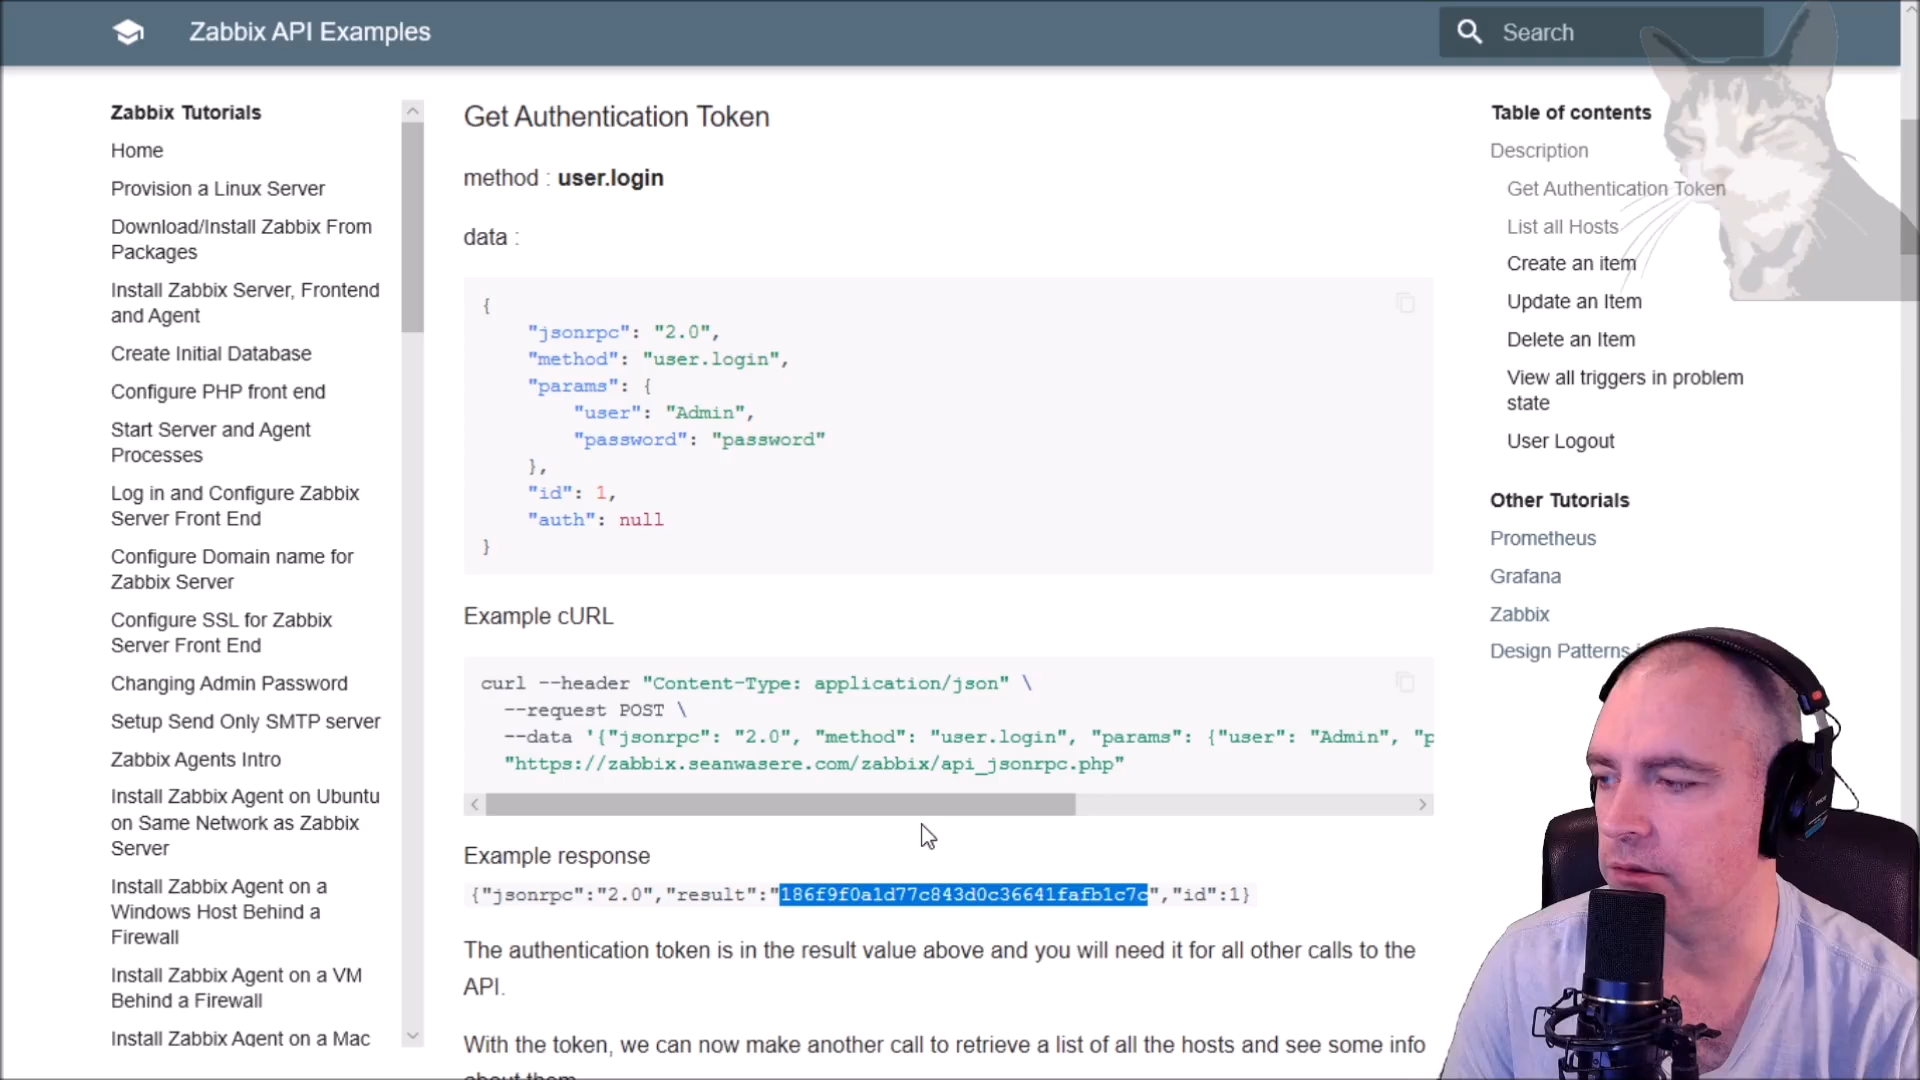 Zabbix API Examples
Search
Zabbix Tutorials
Home
Provision a Linux Server
Download/Install Zabbix From
Packages
Install Zabbix Server, Frontend
and Agent
Create Initial Database
Configure PHP front end
Start Server and Agent
Processes
Log in and Configure Zabbix
Server Front End
Configure Domain name for
Zabbix Server
Configure SSL for Zabbix
Server Front End
Changing Admin Password
Setup Send Only SMTP server
Zabbix Agents Intro
Install Zabbix Agent on Ubuntu
on Same Network as Zabbix
Server
Install Zabbix Agent on a
Windows Host Behind a
Firewall
Install Zabbix Agent on a VM
Behind a Firewall
Install Zabbix Agent on a Mac
Get Authentication Token
method : user.login
data :
{
"jsonrpc": "2.0",
"method": "user.login",
"params": {
"user": "Admin",
"password": "password"
},
"id": 1,
"auth": null
}
Example cURL
curl --header "Content-Type: application/json" \
--request POST \
--data '{"jsonrpc": "2.0", "method": "user.login", "params": {"user": "Admin", "p
"https://zabbix.seanwasere.com/zabbix/api_jsonrpc.php"
Example response
{"jsonrpc":"2.0","result":"186f9f0a1d77c843d0c36641fafb1c7c","id":1}
The authentication token is in the result value above and you will need it for all other calls to the
API.
With the token, we can now make another call to retrieve a list of all the hosts and see some info
about them
Table of contents
Description
Get Authentication Token
List all Hosts
Create an item
Update an Item
Delete an Item
View all triggers in problem
state
User Logout
Other Tutorials
Prometheus
Grafana
Zabbix
Design Patterns